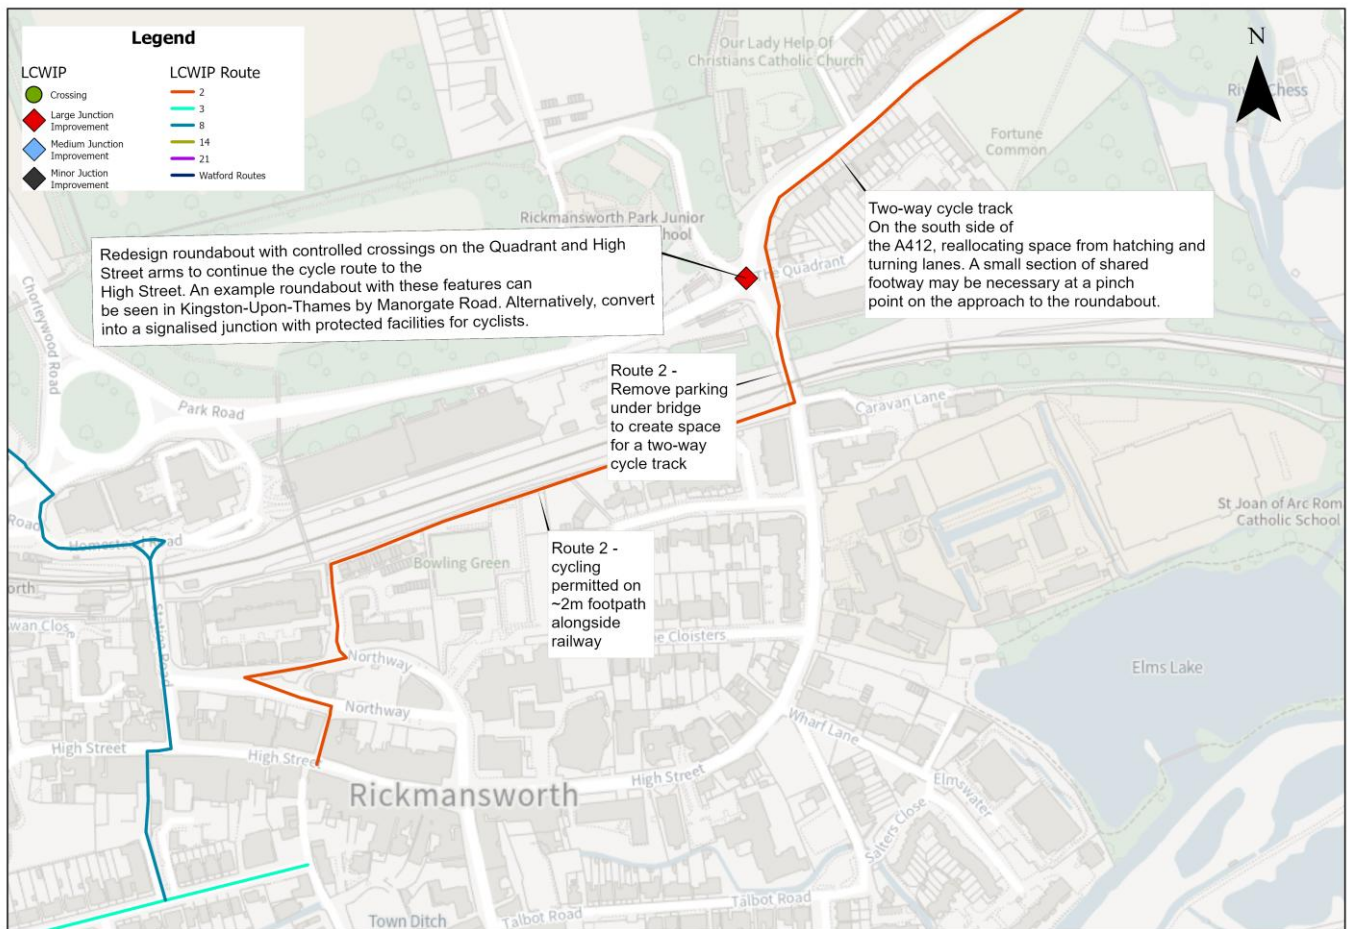 Legend
LCWIP
Crossing
Large Junction
Improvement
Medium Junction
Improvement
Minor Juction
Improvement
LCWIP Route
2
3
8
14
21
Watford Routes
N
Our Lady Help Of
Christians Catholic Church
River Chess
Fortune
Common
Rickmansworth Park Junior
School
The Quadrant
Two-way cycle track
On the south side of
the A412, reallocating space from hatching and
turning lanes. A small section of shared
footway may be necessary at a pinch
point on the approach to the roundabout.
Redesign roundabout with controlled crossings on the Quadrant and High
Street arms to continue the cycle route to the
High Street. An example roundabout with these features can
be seen in Kingston-Upon-Thames by Manorgate Road. Alternatively, convert
into a signalised junction with protected facilities for cyclists.
Chorleywood Road
Park Road
Route 2 -
Remove parking
under bridge
to create space
for a two-way
cycle track
Caravan Lane
St Joan of Arc Rom
Catholic School
Road
Homestead Road
Bowling Green
Route 2 -
cycling
permitted on
~2m footpath
alongside
railway
orth
wan Close
Station Road
he Cloisters
Northway
Northway
Elms Lake
High Street
High Street
High Street
Wharf Lane
Elmswater
Salters Close
Rickmansworth
Town Ditch
Talbot Road
Talbot Road